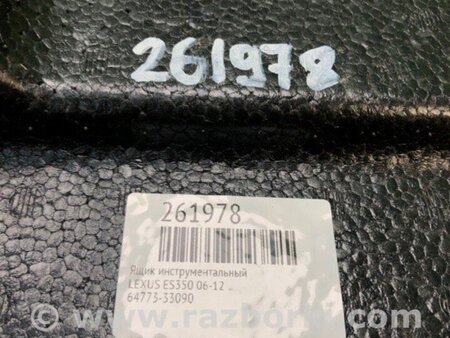 261978
261978
Ящик инструментальный
LEXUS ES350 06-12
64773-33090
www.razborka.com